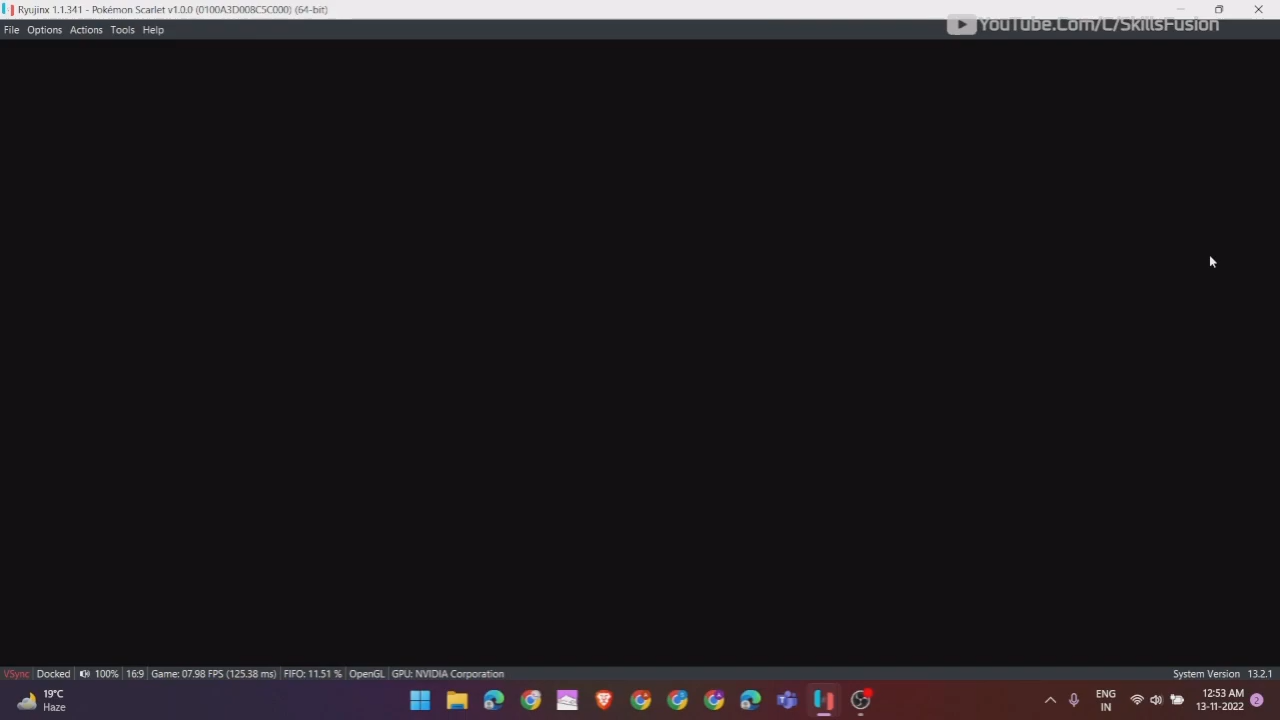 Ryujinx 1.1.341 - Pokémon Scarlet v1.0.0 (0100A3D008C5C000) (64-bit)
YouTube.Com/C/SkillsFusion
File Options Actions Tools Help
VSync Docked 100% 16:9 Game: 07.98 FPS (125.38 ms) FIFO: 11.51 % OpenGL GPU: NVIDIA Corporation System Version 13.2.1
19°C
Haze
ENG
IN
12:53 AM
13-11-2022
2